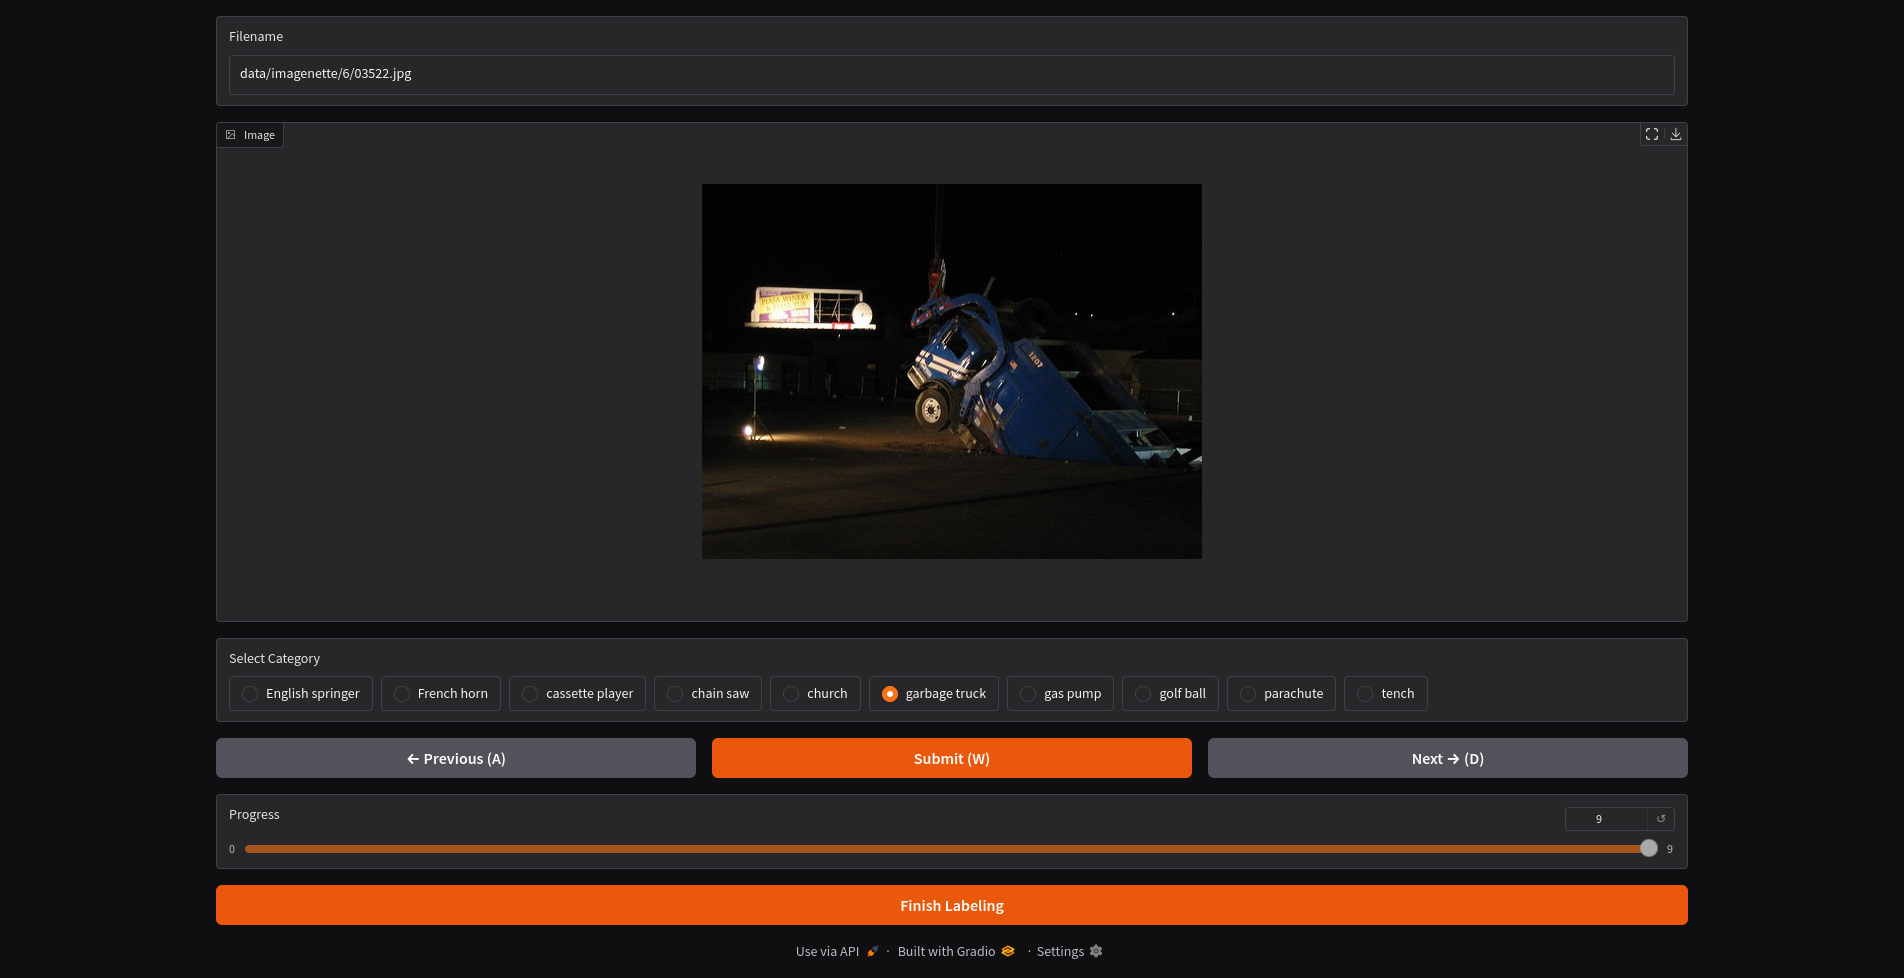 Filename
data/imagenette/6/03522.jpg
Image
1207
Select Category
English springer
French horn
cassette player
chain saw
church
garbage truck
gas pump
golf ball
parachute
tench
← Previous (A)
Submit (W)
Next → (D)
Progress
9
0
9
Finish Labeling
Use via API · Built with Gradio · Settings